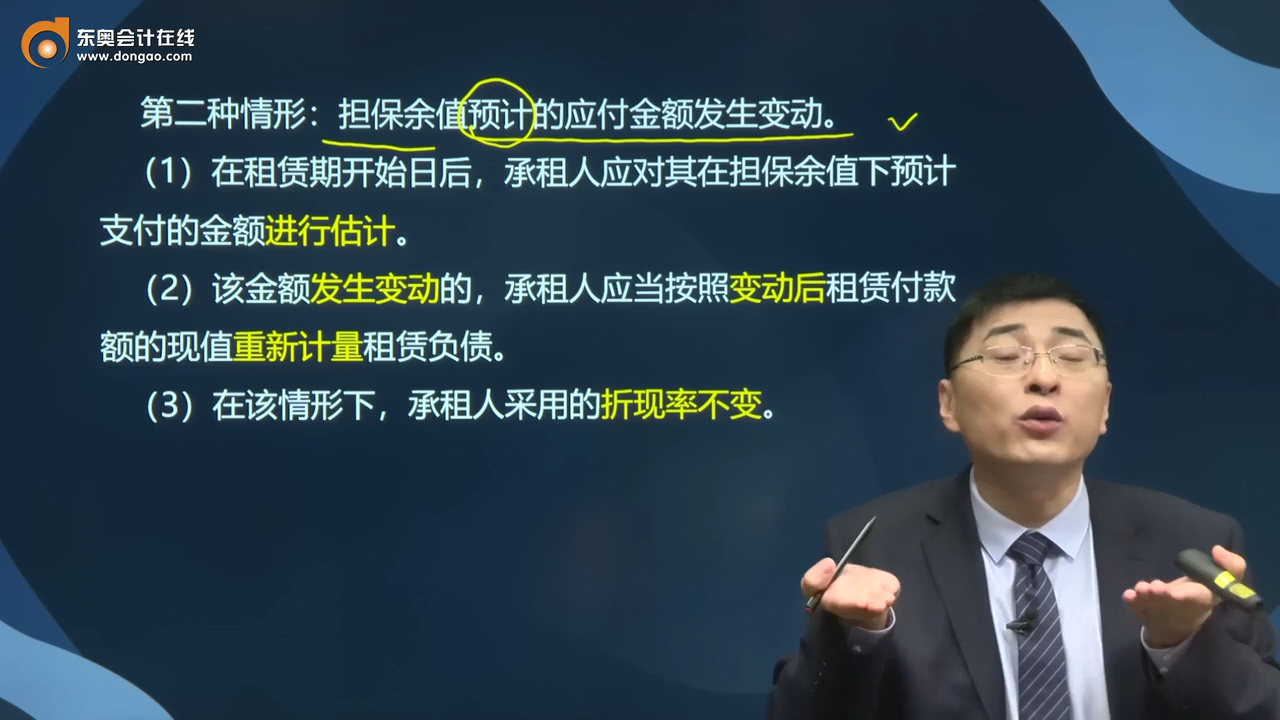 东奥会计在线
www.dongao.com
第二种情形：担保余值预计的应付金额发生变动。
（1）在租赁期开始日后，承租人应对其在担保余值下预计
支付的金额进行估计。
（2）该金额发生变动的，承租人应当按照变动后租赁付款
额的现值重新计量租赁负债。
（3）在该情形下，承租人采用的折现率不变。